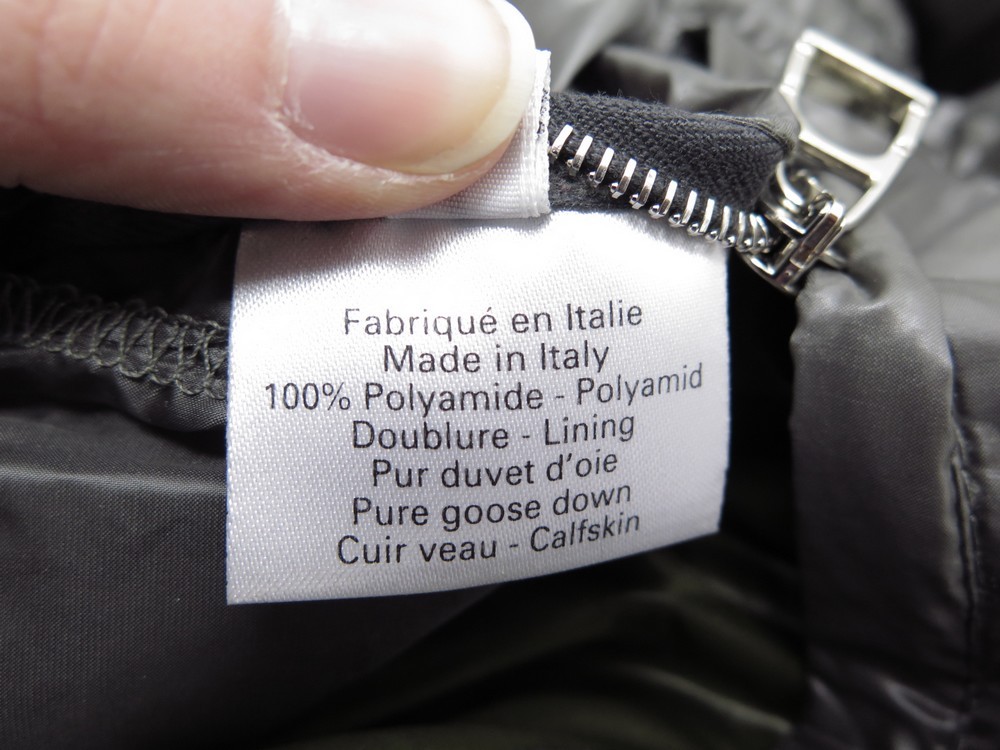 Fabriqué en Italie
Made in Italy
100% Polyamide - Polyamid
Doublure - Lining
Pur duvet d'oie
Pure goose down
Cuir veau - Calfskin